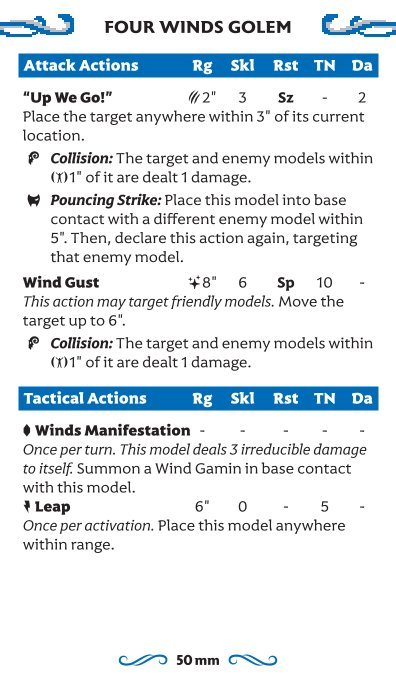 FOUR WINDS GOLEM
Attack Actions Rg Skl Rst TN Da
“Up We Go!” 2" 3 Sz - 2
Place the target anywhere within 3" of its current
location.
Collision: The target and enemy models within
1" of it are dealt 1 damage.
Pouncing Strike: Place this model into base
contact with a different enemy model within
5". Then, declare this action again, targeting
that enemy model.
Wind Gust 8" 6 Sp 10 -
This action may target friendly models. Move the
target up to 6".
Collision: The target and enemy models within
1" of it are dealt 1 damage.
Tactical Actions Rg Skl Rst TN Da
Winds Manifestation - - - - -
Once per turn. This model deals 3 irreducible damage
to itself. Summon a Wind Gamin in base contact
with this model.
Leap 6" 0 - 5 -
Once per activation. Place this model anywhere
within range.
50 mm